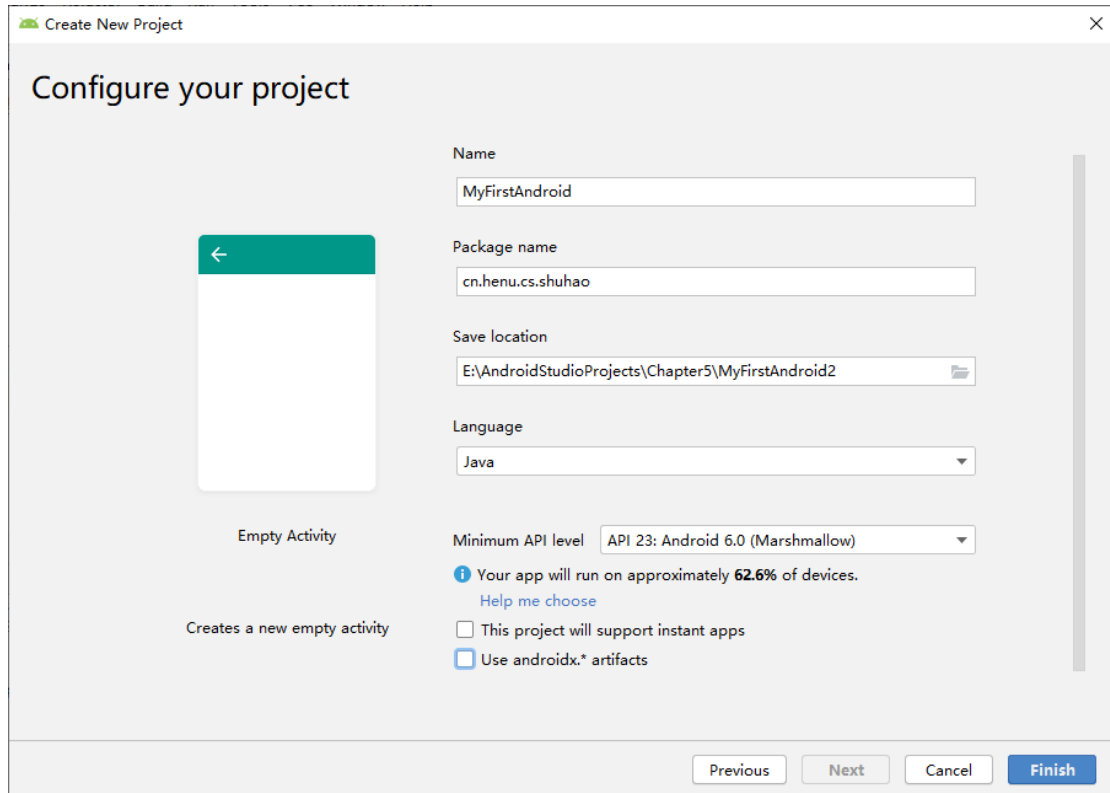 Create New Project
Configure your project
Name
MyFirstAndroid
Package name
cn.henu.cs.shuhao
Save location
E:\AndroidStudioProjects\Chapter5\MyFirstAndroid2
Language
Java
Empty Activity
Minimum API level API 23: Android 6.0 (Marshmallow)
Your app will run on approximately 62.6% of devices.
Help me choose
Creates a new empty activity
This project will support instant apps
Use androidx.* artifacts
Previous Next Cancel Finish